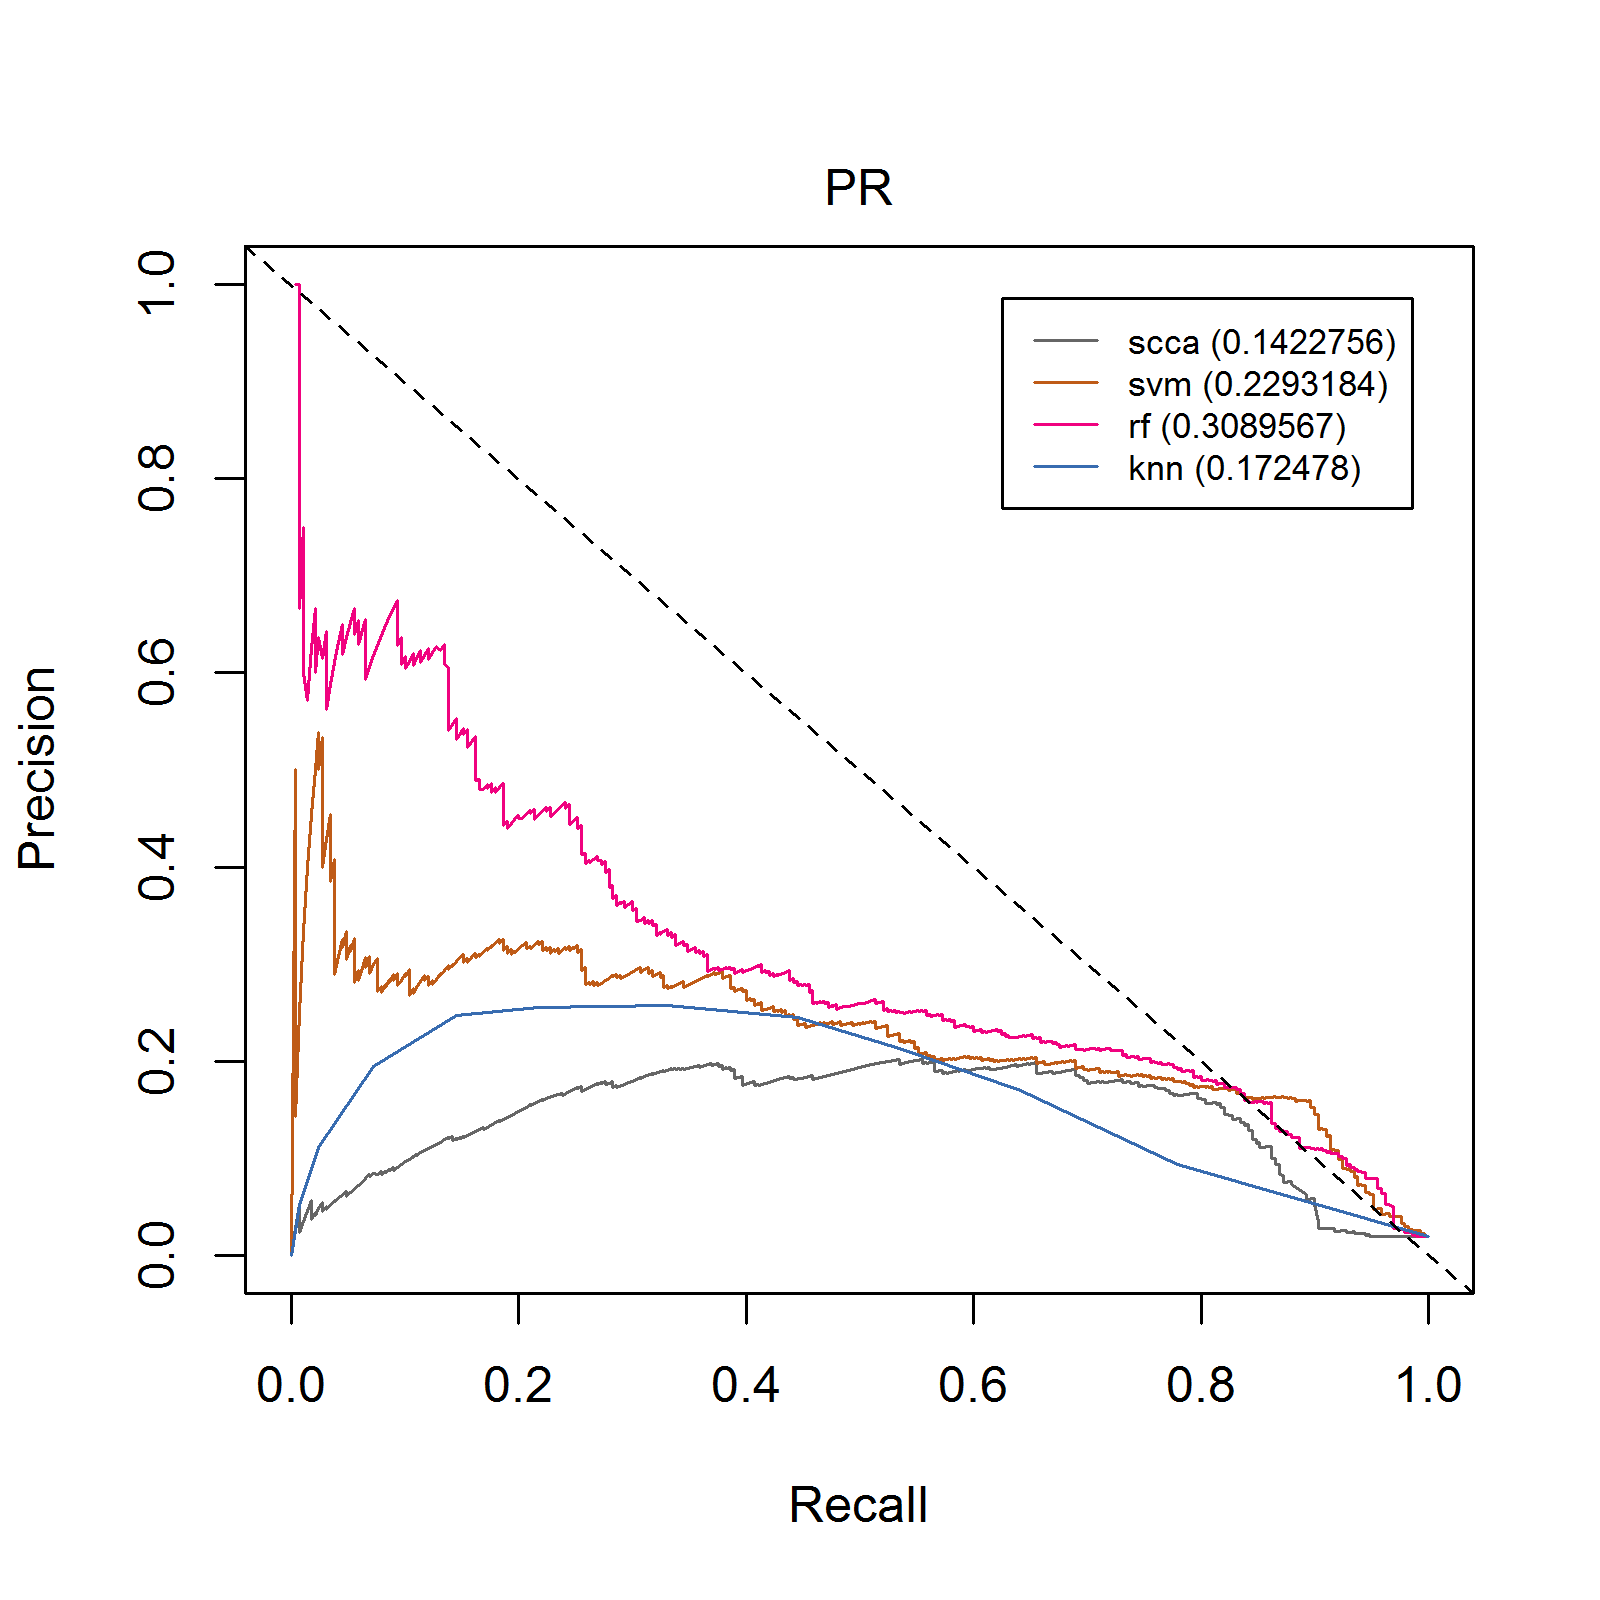 PR
Precision
1.0
0.8
0.6
0.4
0.2
0.0
scca (0.1422756)
svm (0.2293184)
rf (0.3089567)
knn (0.172478)
0.0 0.2 0.4 0.6 0.8 1.0
Recall